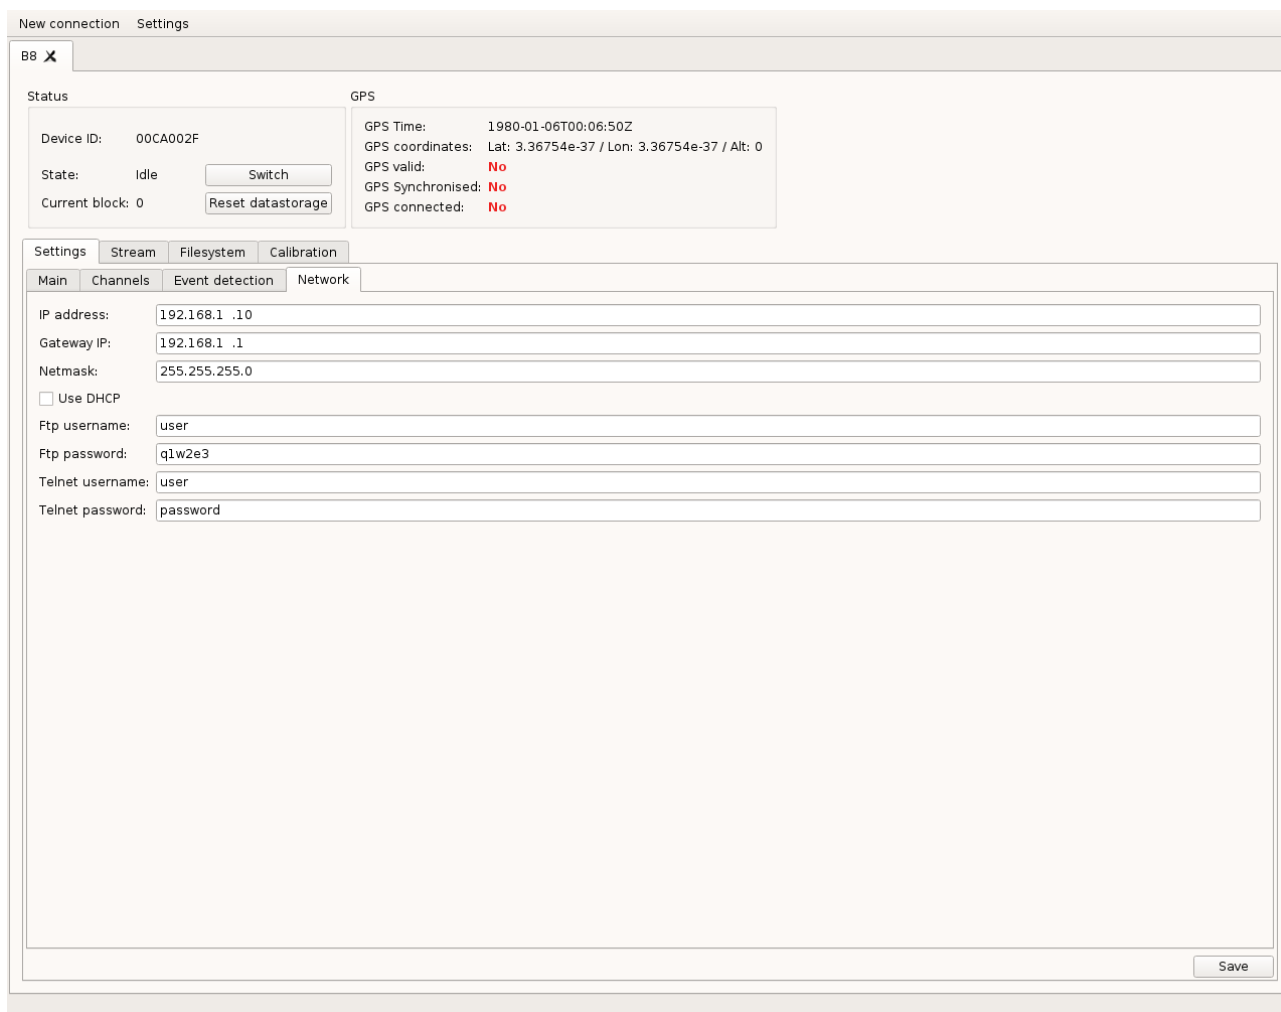 New connection Settings
B8
Status
Device ID: 00CA002F
State: Idle Switch
Current block: 0 Reset datastorage
GPS
GPS Time: 1980-01-06T00:06:50Z
GPS coordinates: Lat: 3.36754e-37 / Lon: 3.36754e-37 / Alt: 0
GPS valid: No
GPS Synchronised: No
GPS connected: No
Settings Stream Filesystem Calibration
Main Channels Event detection Network
IP address: 192.168.1  .10
Gateway IP: 192.168.1  .1
Netmask: 255.255.255.0
Use DHCP
Ftp username: user
Ftp password: q1w2e3
Telnet username: user
Telnet password: password
Save